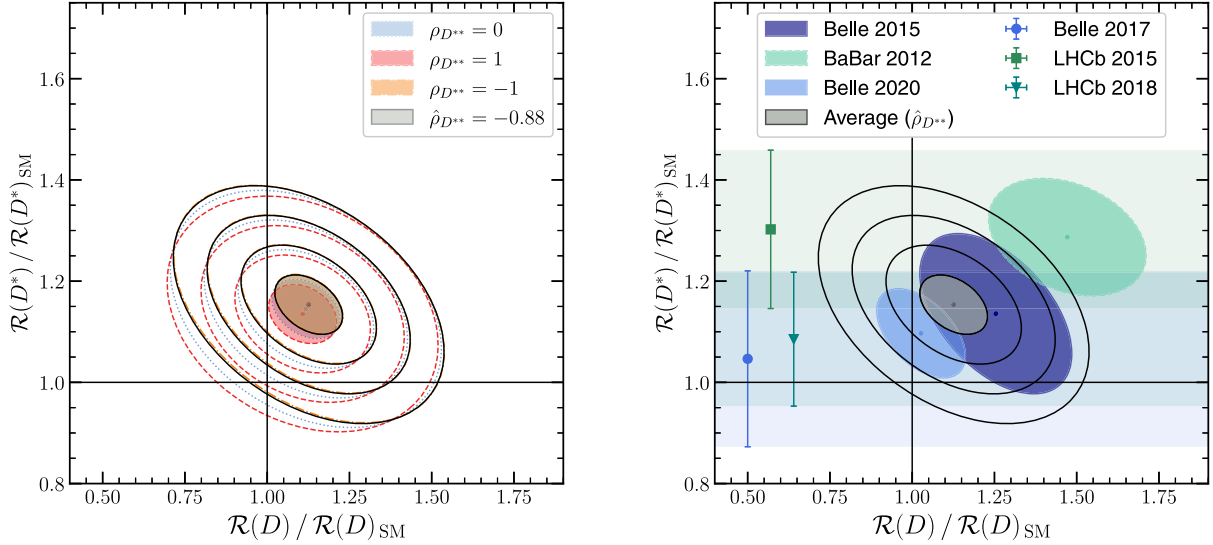 ρ_{D**} = 0
ρ_{D**} = 1
ρ_{D**} = −1
ρ̂_{D**} = −0.88
1.6
1.4
1.2
1.0
0.8
R(D*) / R(D*)_SM
0.50 0.75 1.00 1.25 1.50 1.75
R(D) / R(D)_SM
Belle 2015
BaBar 2012
Belle 2020
Average (ρ̂_{D**})
Belle 2017
LHCb 2015
LHCb 2018
1.6
1.4
1.2
1.0
0.8
R(D*) / R(D*)_SM
0.50 0.75 1.00 1.25 1.50 1.75
R(D) / R(D)_SM